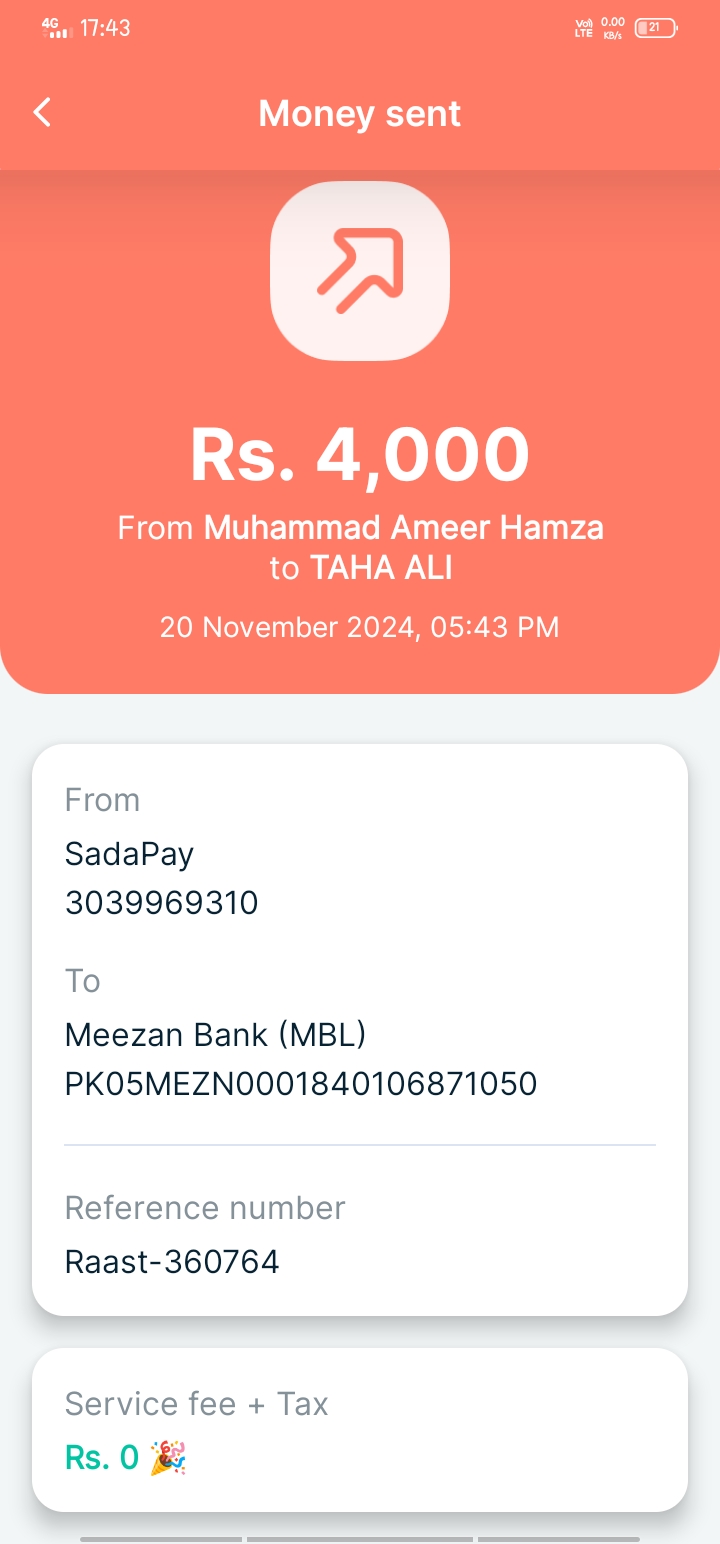 4G 17:43 Vo) LTE 0.00 KB/s 21
Money sent
Rs. 4,000
From Muhammad Ameer Hamza
to TAHA ALI
20 November 2024, 05:43 PM
From
SadaPay
3039969310
To
Meezan Bank (MBL)
PK05MEZN0001840106871050
Reference number
Raast-360764
Service fee + Tax
Rs. 0 🎉